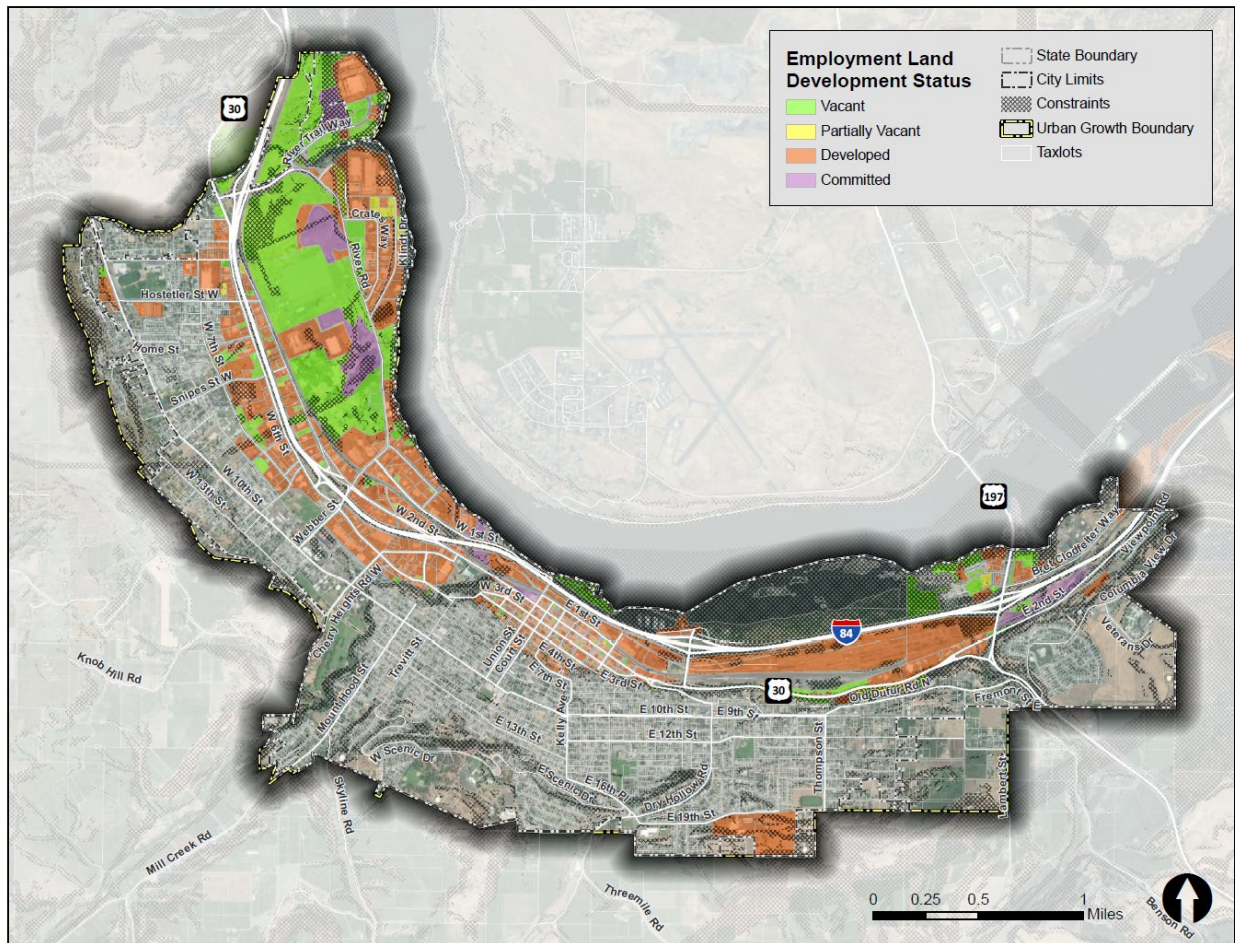 Employment Land
Development Status
Vacant
Partially Vacant
Developed
Committed
State Boundary
City Limits
Constraints
Urban Growth Boundary
Taxlots
30
River Trail Way
Crates Way
Klindt Dr
River Rd
Hostetler St W
W 7th St
Home St
Snipes St W
W 6th St
W 10th St
W 13th St
Webber St
W 2nd St
W 1st St
197
Bret Clodfelter Way
Viewpoint Rd
Columbia View Dr
E 2nd St
84
Veterans Dr
Cherry Heights Rd W
W 3rd St
E 1st St
Union St
Court St
E 4th St
E 3rd St
E 7th St
30
Old Dufur Rd N
Fremont St E
Knob Hill Rd
Mount Hood St
Trevitt St
Kelly Ave
E 10th St
E 9th St
E 12th St
E 13th St
Thompson St
W Scenic Dr
E Scenic Dr
E 16th Pl
Dry Hollow Rd
E 19th St
Lambert St
Skyline Rd
Mill Creek Rd
Threemile Rd
Benson Rd
0 0.25 0.5 1
Miles